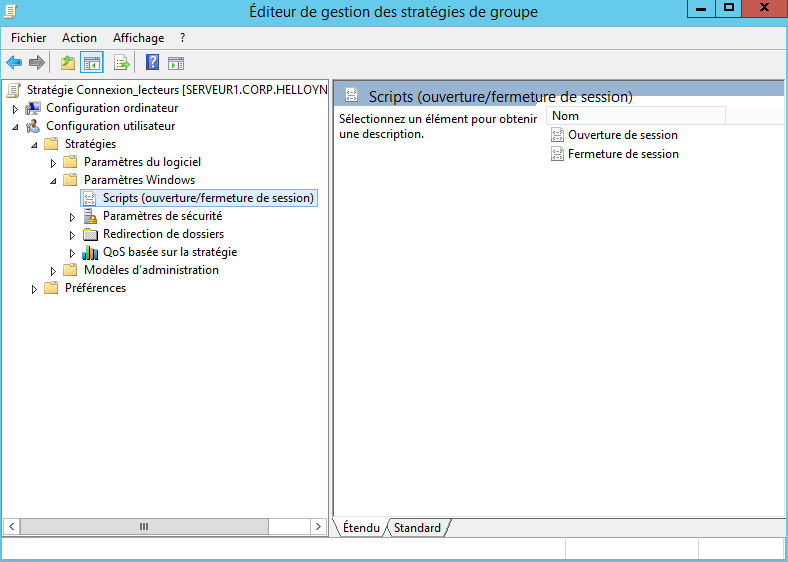 Éditeur de gestion des stratégies de groupe
Fichier Action Affichage ?
Stratégie Connexion_lecteurs [SERVEUR1.CORP.HELLOYN
Configuration ordinateur
Configuration utilisateur
Stratégies
Paramètres du logiciel
Paramètres Windows
Scripts (ouverture/fermeture de session)
Paramètres de sécurité
Redirection de dossiers
QoS basée sur la stratégie
Modèles d'administration
Préférences
Scripts (ouverture/fermeture de session)
Sélectionnez un élément pour obtenir
une description.
Nom
Ouverture de session
Fermeture de session
Étendu Standard